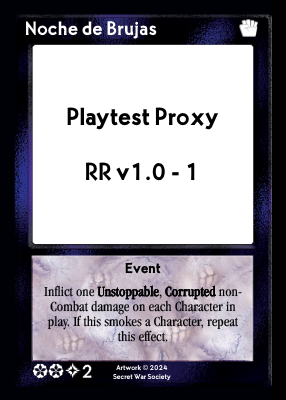 Noche de Brujas
Playtest Proxy
RR v1.0 - 1
Event
Inflict one Unstoppable, Corrupted non-
Combat damage on each Character in
play. If this smokes a Character, repeat
this effect.
2
Artwork © 2024
Secret War Society